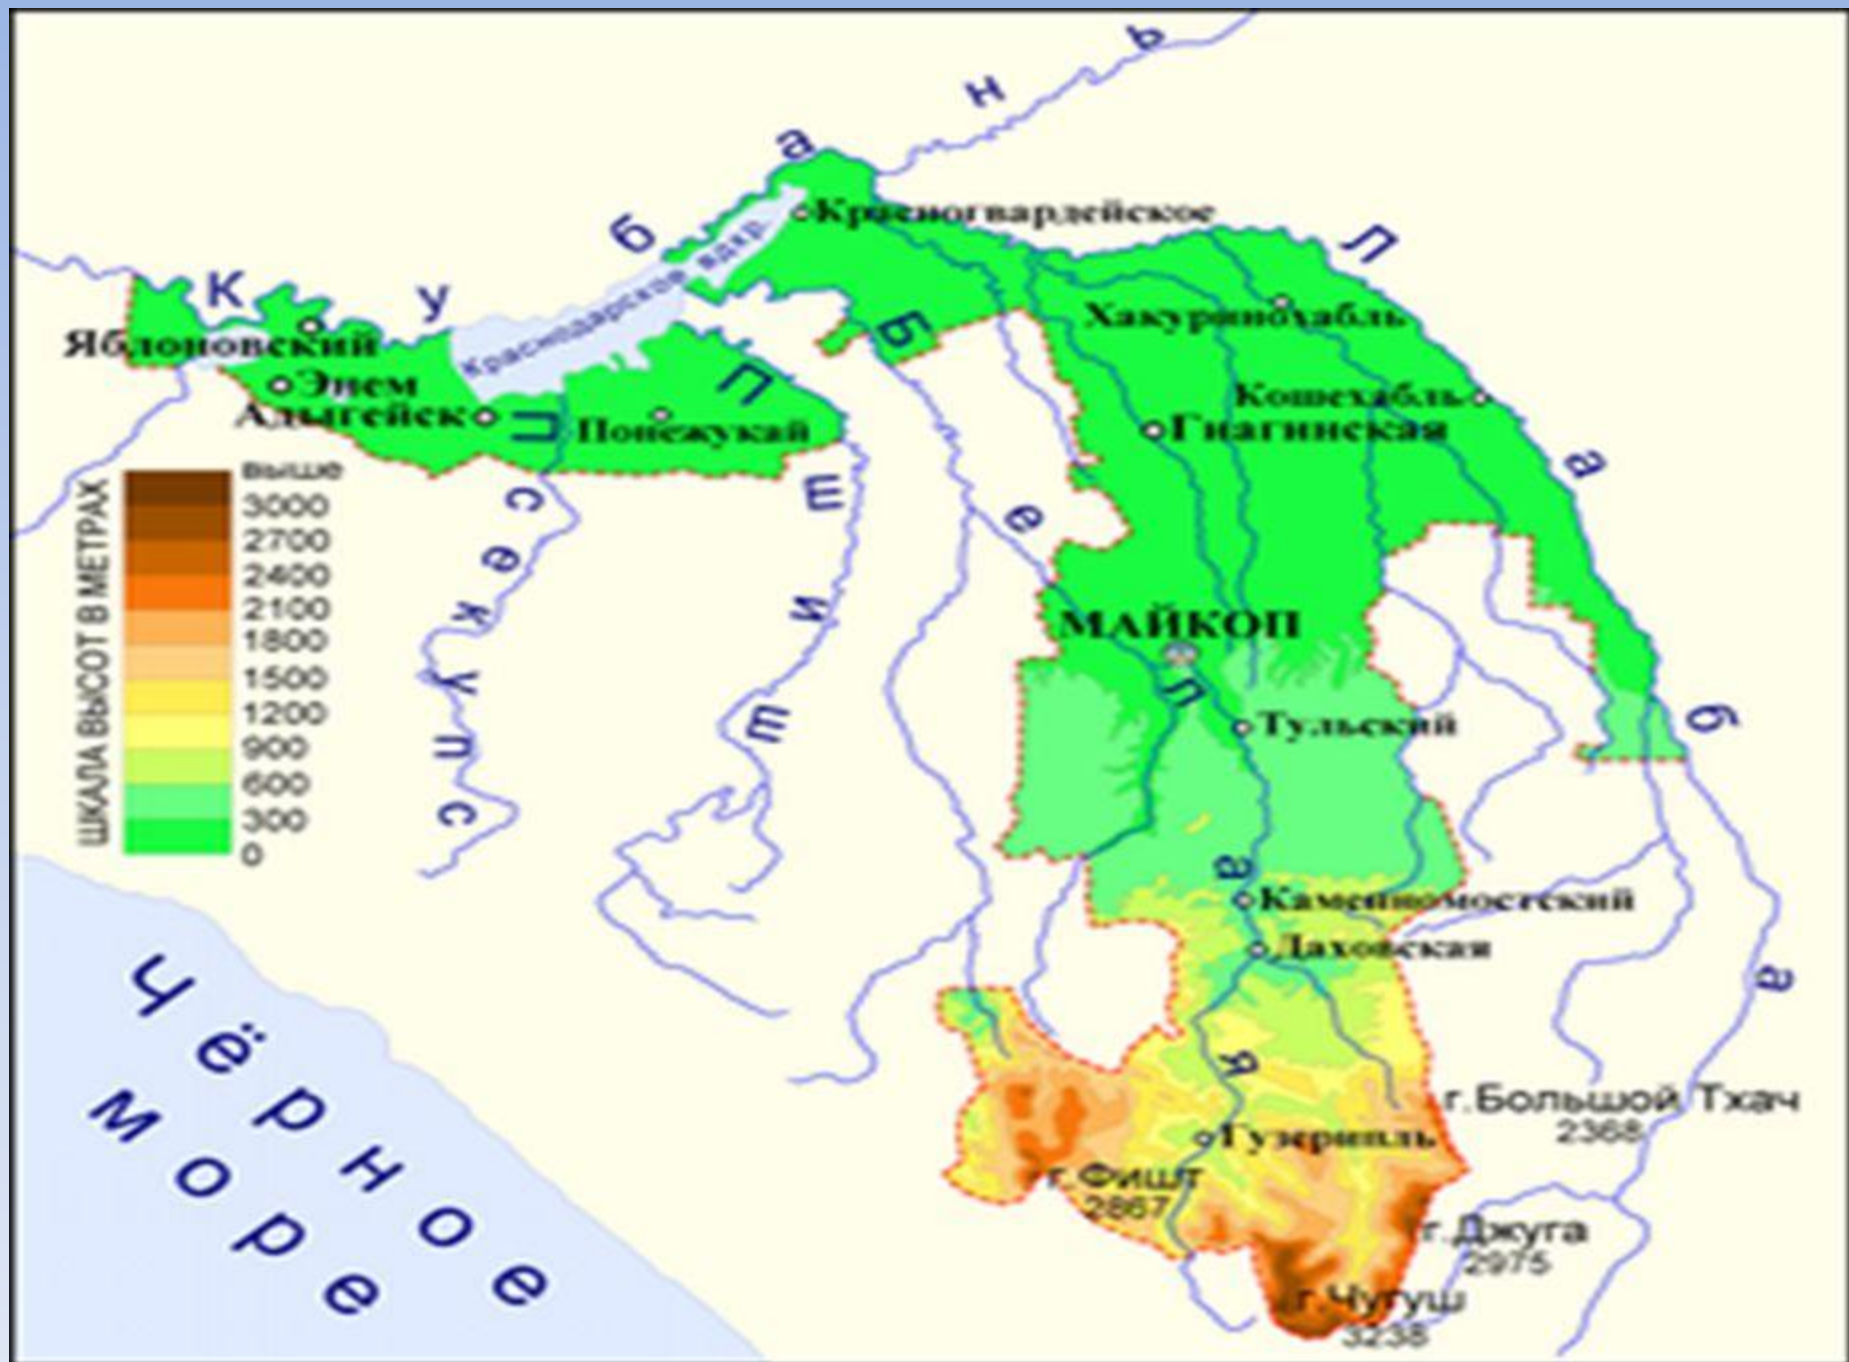 Кубань
Красногвардейское
Краснодарское вдхр.
Лаба
Хакуринохабль
Яблоновский
Энем
Адыгейск
Понежукай
Кошехабль
Гиагинская
Белая
Пшиш
Псекупс
МАЙКОП
Тульский
Каменномостский
Даховская
Гузерипль
г.Большой Тхач
2368
г.Фишт
2867
г.Джуга
2975
г.Чугуш
3238
ШКАЛА ВЫСОТ В МЕТРАХ
выше
3000
2700
2400
2100
1800
1500
1200
900
600
300
0
Чёрное
море